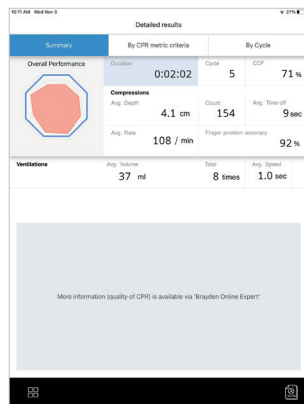 10:11 AM Wed Nov 3 27%
Detailed results
Summary By CPR metric criteria By Cycle
Overall Performance
Duration Cycle CCF
0:02:02 5 71 %
Compressions
Avg. Depth Count Avg. Time-off
4.1 cm 154 9 sec
Avg. Rate Finger position accuracy
108 / min 92 %
Ventilations Avg. Volume Total Avg. Speed
37 ml 8 times 1.0 sec
More information (quality of CPR) is available via 'Brayden Online Expert'